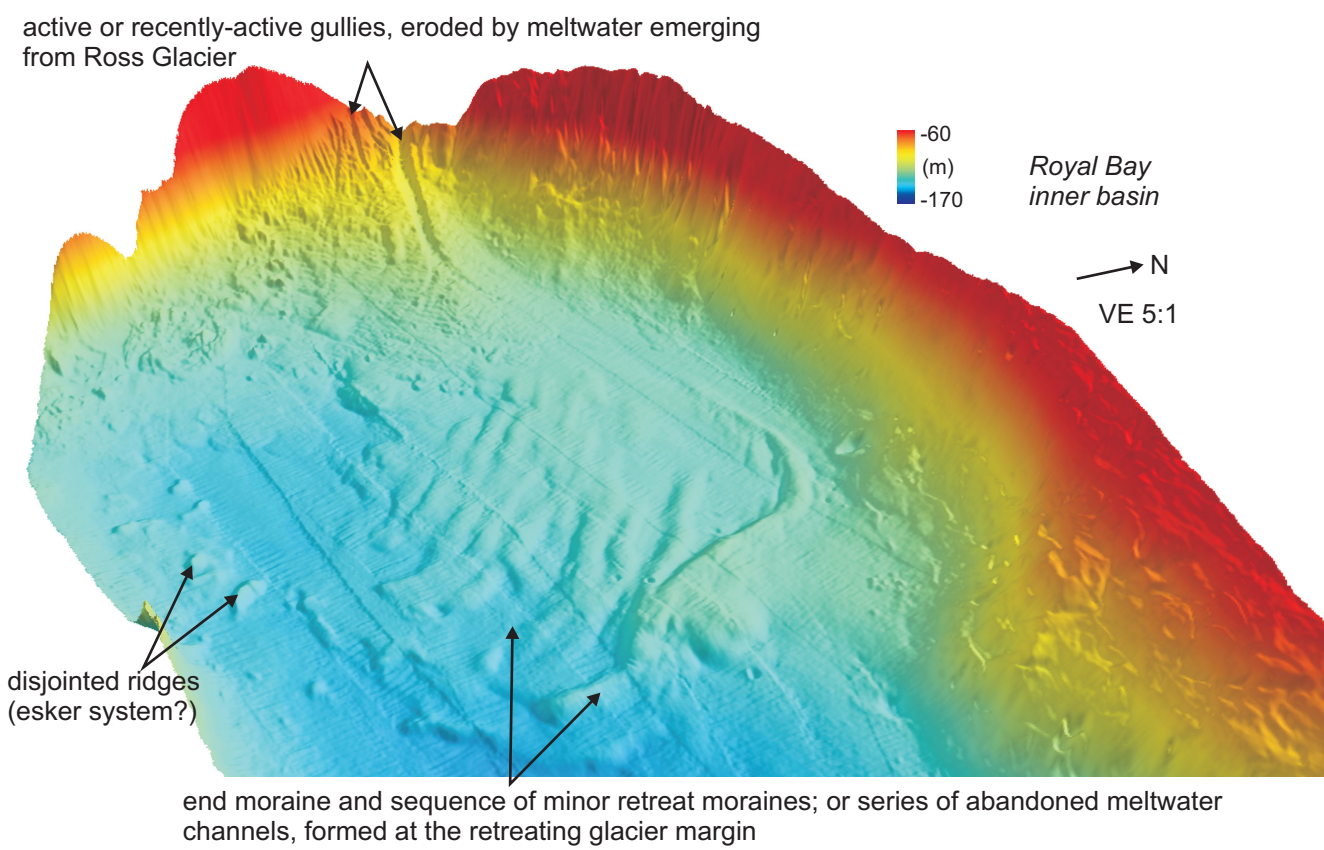 active or recently-active gullies, eroded by meltwater emerging
from Ross Glacier
-60
(m)
-170
Royal Bay
inner basin
N
VE 5:1
disjointed ridges
(esker system?)
end moraine and sequence of minor retreat moraines; or series of abandoned meltwater
channels, formed at the retreating glacier margin